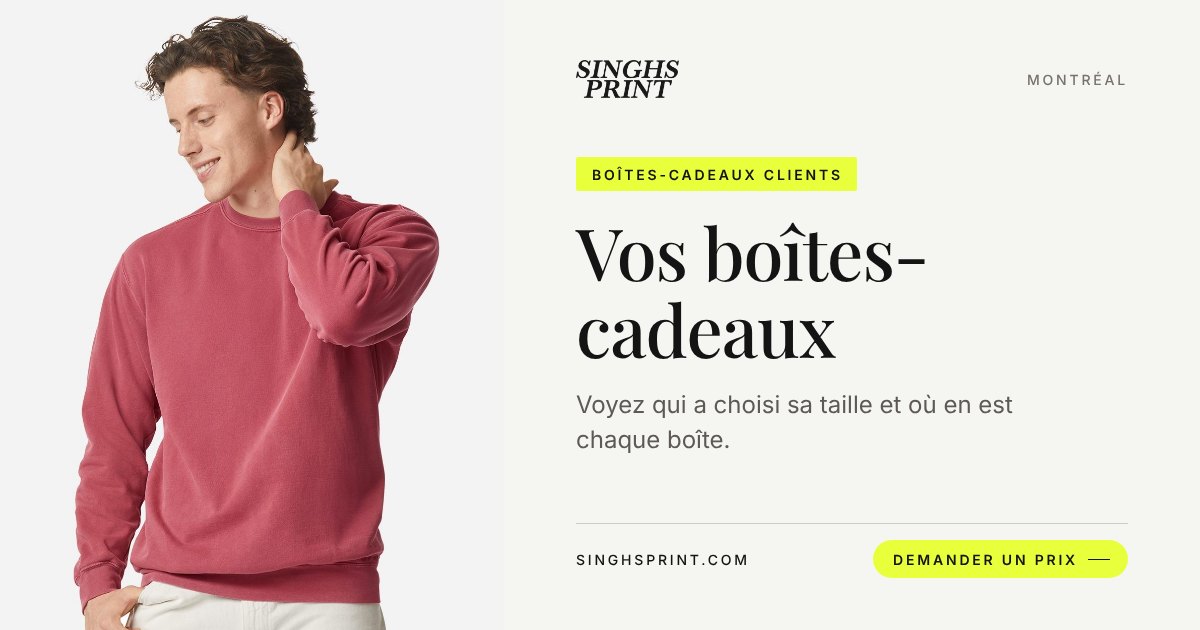 SINGHS
PRINT
MONTRÉAL
BOÎTES-CADEAUX CLIENTS
Vos boîtes-
cadeaux
Voyez qui a choisi sa taille et où en est
chaque boîte.
SINGHSPRINT.COM
DEMANDER UN PRIX